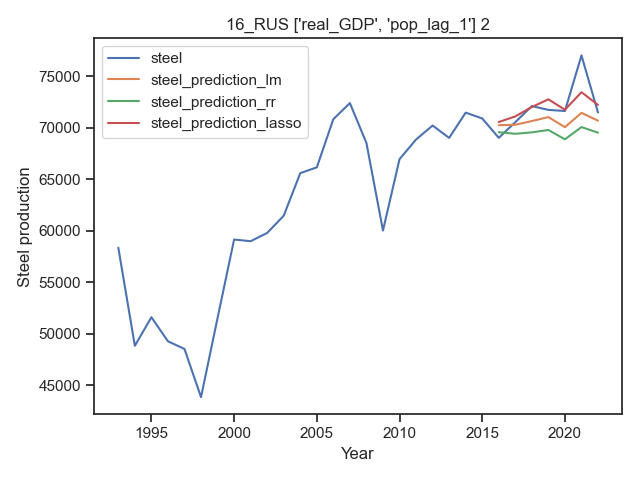 16_RUS ['real_GDP', 'pop_lag_1'] 2
steel
steel_prediction_lm
steel_prediction_rr
steel_prediction_lasso
Steel production
75000
70000
65000
60000
55000
50000
45000
1995
2000
2005
2010
2015
2020
Year